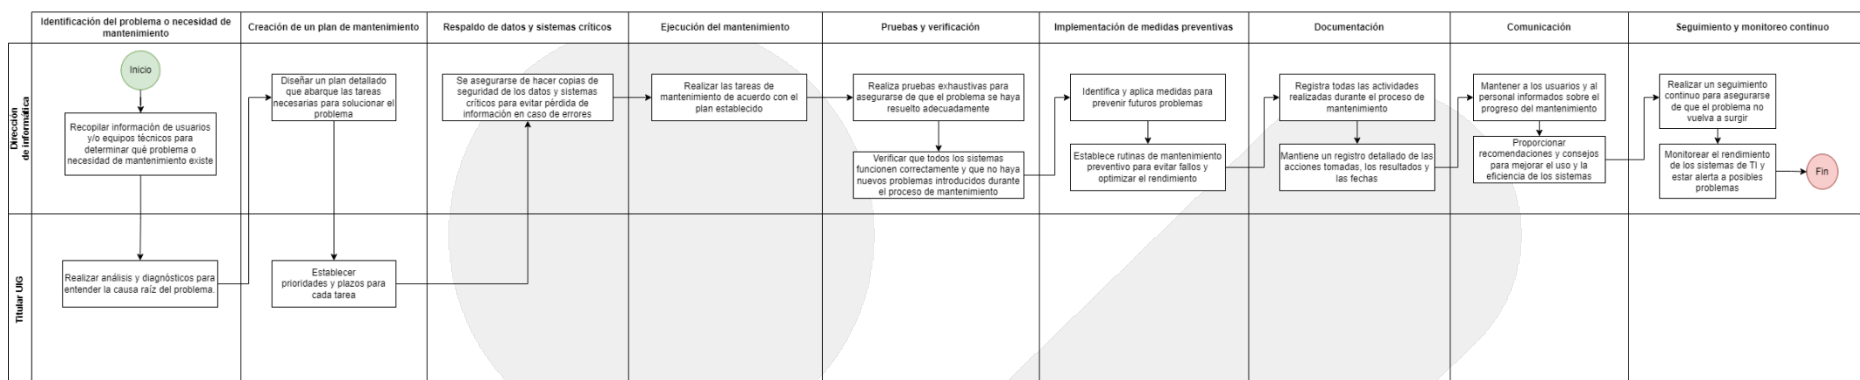 Identificación del problema o necesidad de
mantenimiento
Creación de un plan de mantenimiento
Respaldo de datos y sistemas críticos
Ejecución del mantenimiento
Pruebas y verificación
Implementación de medidas preventivas
Documentación
Comunicación
Seguimiento y monitoreo continuo
Dirección
de informática
Inicio
Recopilar información de usuarios
y/o equipos técnicos para
determinar qué problema o
necesidad de mantenimiento existe
Diseñar un plan detallado
que abarque las tareas
necesarias para solucionar el
problema
Se asegurarse de hacer copias de
seguridad de los datos y sistemas
críticos para evitar pérdida de
información en caso de errores
Realizar las tareas de
mantenimiento de acuerdo con el
plan establecido
Realiza pruebas exhaustivas para
asegurarse de que el problema se haya
resuelto adecuadamente
Verificar que todos los sistemas
funcionen correctamente y que no haya
nuevos problemas introducidos durante
el proceso de mantenimiento
Identifica y aplica medidas para
prevenir futuros problemas
Establece rutinas de mantenimiento
preventivo para evitar fallos y
optimizar el rendimiento
Registra todas las actividades
realizadas durante el proceso de
mantenimiento
Mantiene un registro detallado de las
acciones tomadas, los resultados y
las fechas
Mantener a los usuarios y al
personal informados sobre el
progreso del mantenimiento
Proporcionar
recomendaciones y consejos
para mejorar el uso y la
eficiencia de los sistemas
Realizar un seguimiento
continuo para asegurarse
de que el problema no
vuelva a surgir
Monitorear el rendimiento
de los sistemas de TI y
estar alerta a posibles
problemas
Fin
Titular UIG
Realizar análisis y diagnósticos para
entender la causa raíz del problema.
Establecer
prioridades y plazos para
cada tarea